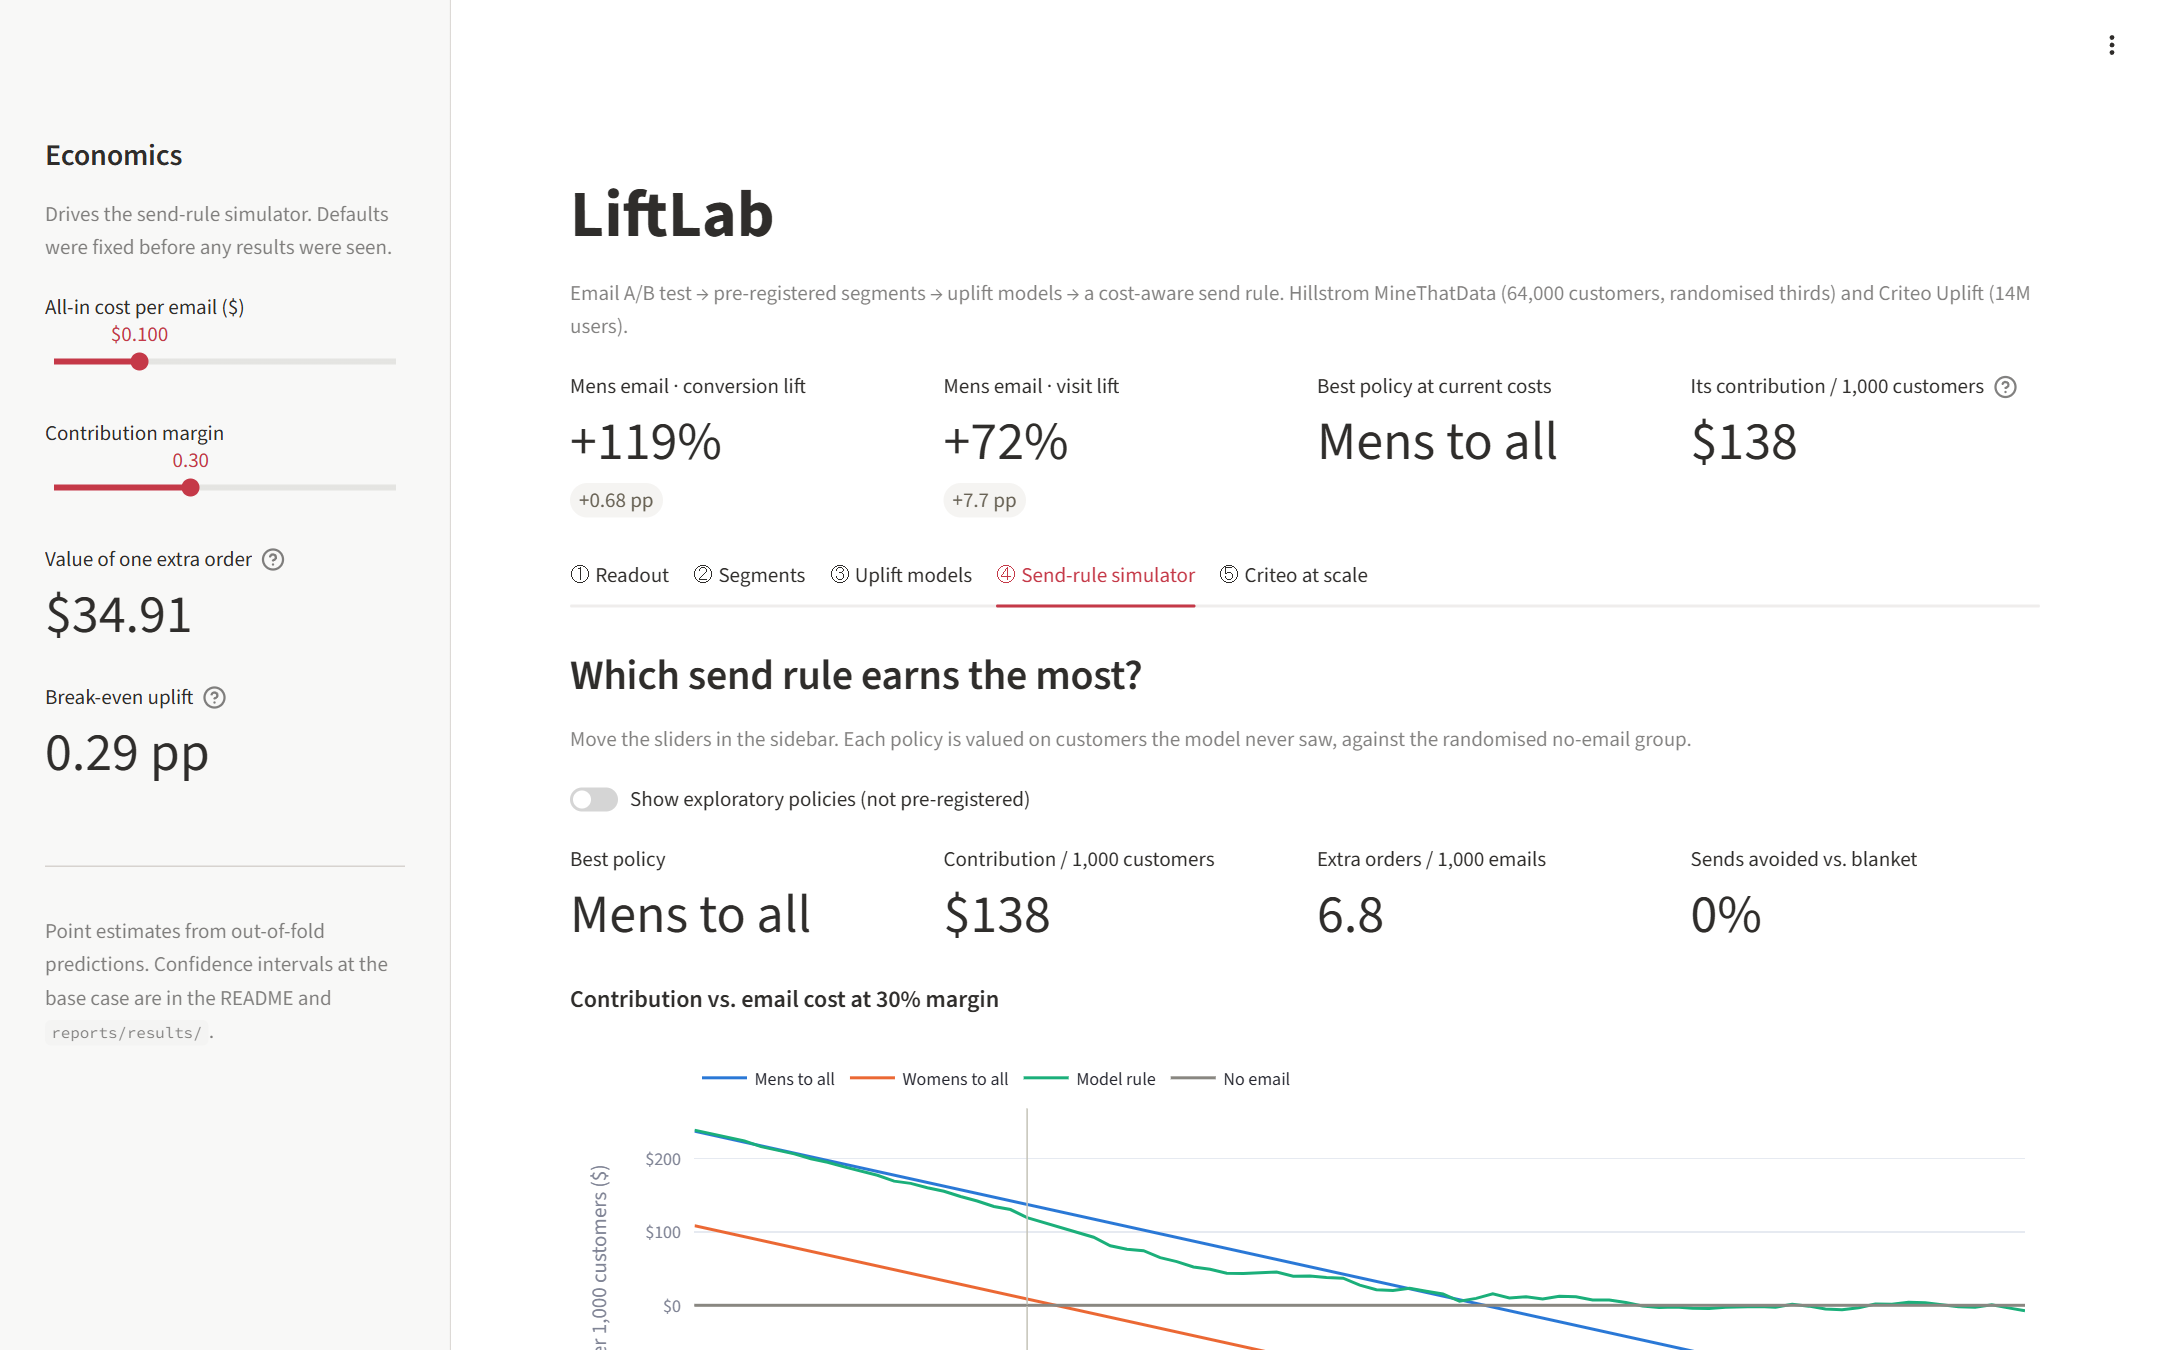 Economics
Drives the send-rule simulator. Defaults
were fixed before any results were seen.
All-in cost per email ($)
$0.100
Contribution margin
0.30
Value of one extra order
$34.91
Break-even uplift
0.29 pp
Point estimates from out-of-fold
predictions. Confidence intervals at the
base case are in the README and
reports/results/ .
LiftLab
Email A/B test → pre-registered segments → uplift models → a cost-aware send rule. Hillstrom MineThatData (64,000 customers, randomised thirds) and Criteo Uplift (14M
users).
Mens email · conversion lift
+119%
+0.68 pp
Mens email · visit lift
+72%
+7.7 pp
Best policy at current costs
Mens to all
Its contribution / 1,000 customers
$138
① Readout ② Segments ③ Uplift models ④ Send-rule simulator ⑤ Criteo at scale
Which send rule earns the most?
Move the sliders in the sidebar. Each policy is valued on customers the model never saw, against the randomised no-email group.
Show exploratory policies (not pre-registered)
Best policy
Mens to all
Contribution / 1,000 customers
$138
Extra orders / 1,000 emails
6.8
Sends avoided vs. blanket
0%
Contribution vs. email cost at 30% margin
Mens to all Womens to all Model rule No email
$200
$100
$0
1,000 customers ($)